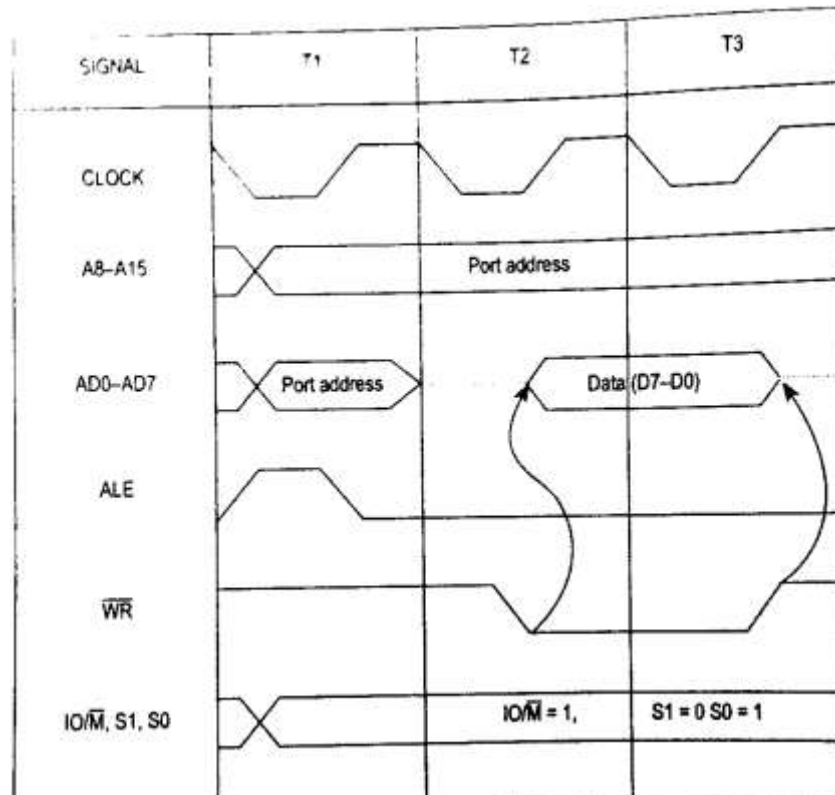 SIGNAL T1 T2 T3
CLOCK
A8–A15 Port address
AD0–AD7 Port address Data (D7–D0)
ALE
W̅R̅
IO/M̅, S1, S0 IO/M̅ = 1, S1 = 0 S0 = 1